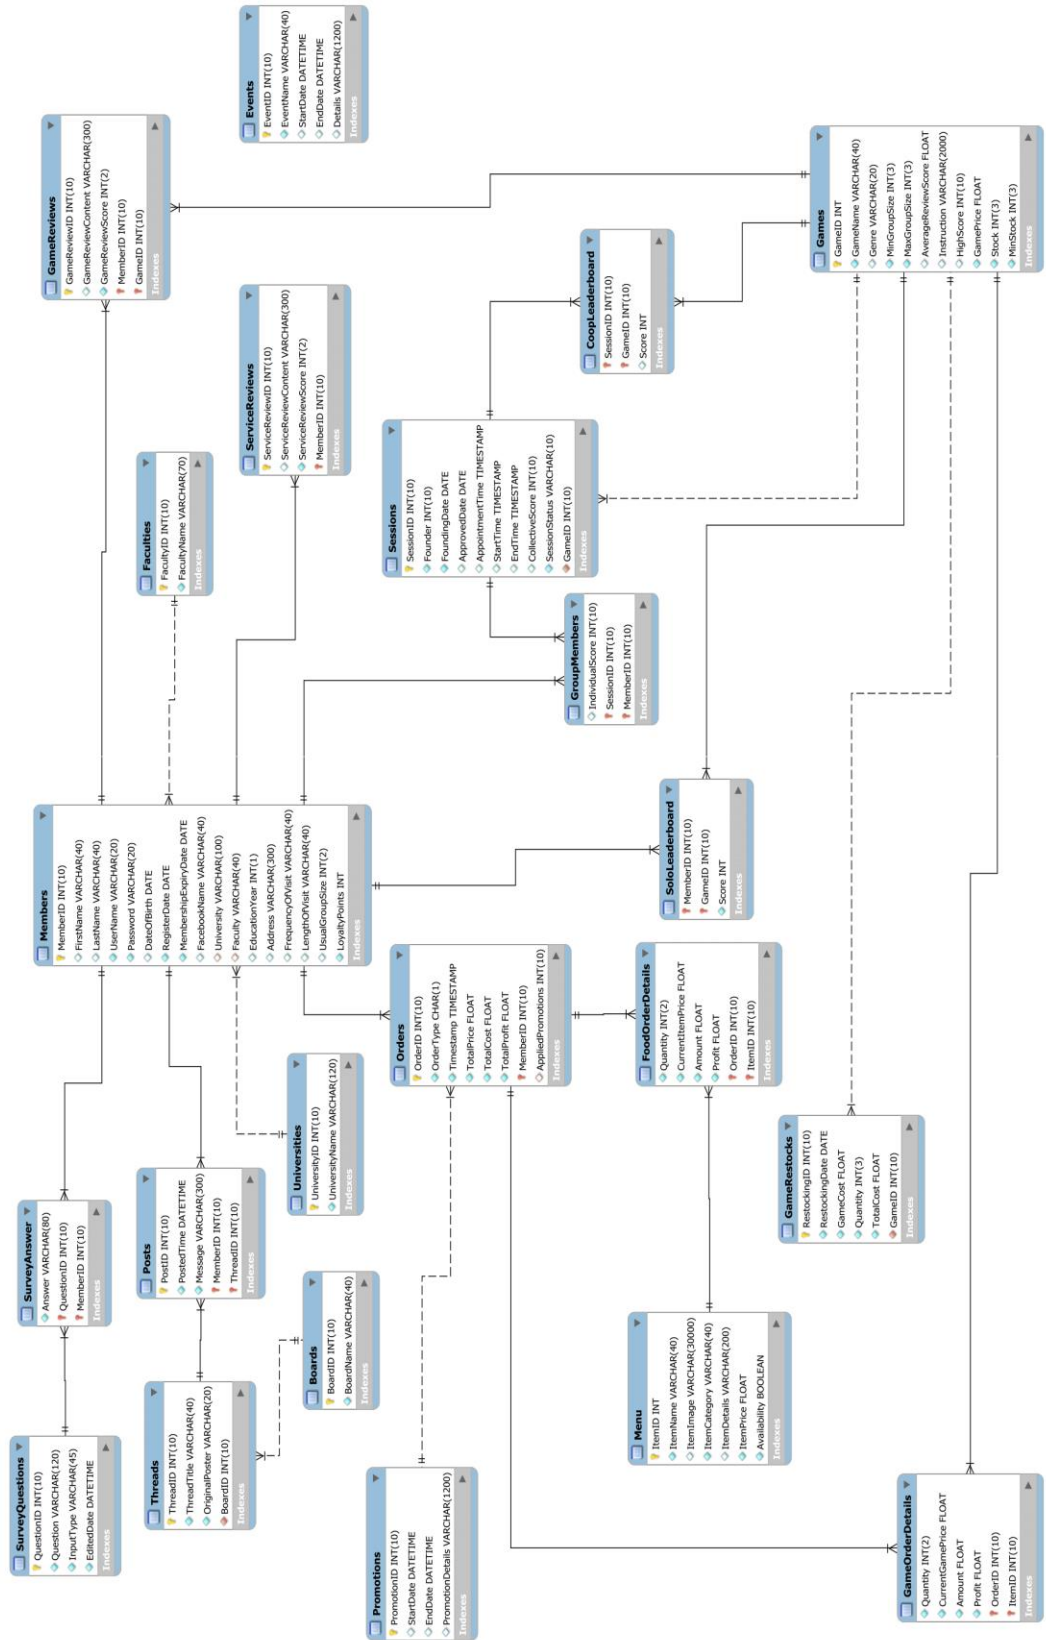 SurveyQuestions
QuestionID INT(10)
Question VARCHAR(120)
InputType VARCHAR(45)
EditedDate DATETIME
Indexes
SurveyAnswer
Answer VARCHAR(80)
QuestionID INT(10)
MemberID INT(10)
Indexes
Threads
ThreadID INT(10)
ThreadTitle VARCHAR(40)
OriginalPoster VARCHAR(20)
BoardID INT(10)
Indexes
Posts
PostID INT(10)
PostedTime DATETIME
Message VARCHAR(300)
MemberID INT(10)
ThreadID INT(10)
Indexes
Boards
BoardID INT(10)
BoardName VARCHAR(40)
Indexes
Universities
UniversityID INT(10)
UniversityName VARCHAR(120)
Indexes
Members
MemberID INT(10)
FirstName VARCHAR(40)
LastName VARCHAR(40)
UserName VARCHAR(20)
Password VARCHAR(20)
DateOfBirth DATE
RegisterDate DATE
MembershipExpiryDate DATE
FacebookName VARCHAR(40)
University VARCHAR(100)
Faculty VARCHAR(40)
EducationYear INT(1)
Address VARCHAR(300)
FrequencyOfVisit VARCHAR(40)
LengthOfVisit VARCHAR(40)
UsualGroupSize INT(2)
LoyaltyPoints INT
Indexes
Faculties
FacultyID INT(10)
FacultyName VARCHAR(70)
Indexes
GameReviews
GameReviewID INT(10)
GameReviewContent VARCHAR(300)
GameReviewScore INT(2)
MemberID INT(10)
GameID INT(10)
Indexes
ServiceReviews
ServiceReviewID INT(10)
ServiceReviewContent VARCHAR(300)
ServiceReviewScore INT(2)
MemberID INT(10)
Indexes
Events
EventID INT(10)
EventName VARCHAR(40)
StartDate DATETIME
EndDate DATETIME
Details VARCHAR(1200)
Indexes
Promotions
PromotionID INT(10)
StartDate DATETIME
EndDate DATETIME
PromotionDetails VARCHAR(1200)
Indexes
Orders
OrderID INT(10)
OrderType CHAR(1)
Timestamp TIMESTAMP
TotalPrice FLOAT
TotalCost FLOAT
TotalProfit FLOAT
MemberID INT(10)
AppliedPromotions INT(10)
Indexes
Sessions
SessionID INT(10)
Founder INT(10)
FoundingDate DATE
ApprovedDate DATE
AppointmentTime TIMESTAMP
StartTime TIMESTAMP
EndTime TIMESTAMP
CollectiveScore INT(10)
SessionStatus VARCHAR(10)
GameID INT(10)
Indexes
GroupMembers
IndividualScore INT(10)
SessionID INT(10)
MemberID INT(10)
Indexes
CoopLeaderboard
SessionID INT(10)
GameID INT(10)
Score INT
Indexes
Menu
ItemID INT
ItemName VARCHAR(40)
ItemImage VARCHAR(30000)
ItemCategory VARCHAR(40)
ItemDetails VARCHAR(200)
ItemPrice FLOAT
Availability BOOLEAN
Indexes
FoodOrderDetails
Quantity INT(2)
CurrentItemPrice FLOAT
Amount FLOAT
Profit FLOAT
OrderID INT(10)
ItemID INT(10)
Indexes
SoloLeaderboard
MemberID INT(10)
GameID INT(10)
Score INT
Indexes
GameRestocks
RestockingID INT(10)
RestockingDate DATE
GameCost FLOAT
Quantity INT(3)
TotalCost FLOAT
GameID INT(10)
Indexes
Games
GameID INT
GameName VARCHAR(40)
Genre VARCHAR(20)
MinGroupSize INT(3)
MaxGroupSize INT(3)
AverageReviewScore FLOAT
Instruction VARCHAR(2000)
HighScore INT(10)
GamePrice FLOAT
Stock INT(3)
MinStock INT(3)
Indexes
GameOrderDetails
Quantity INT(2)
CurrentGamePrice FLOAT
Amount FLOAT
Profit FLOAT
OrderID INT(10)
ItemID INT(10)
Indexes